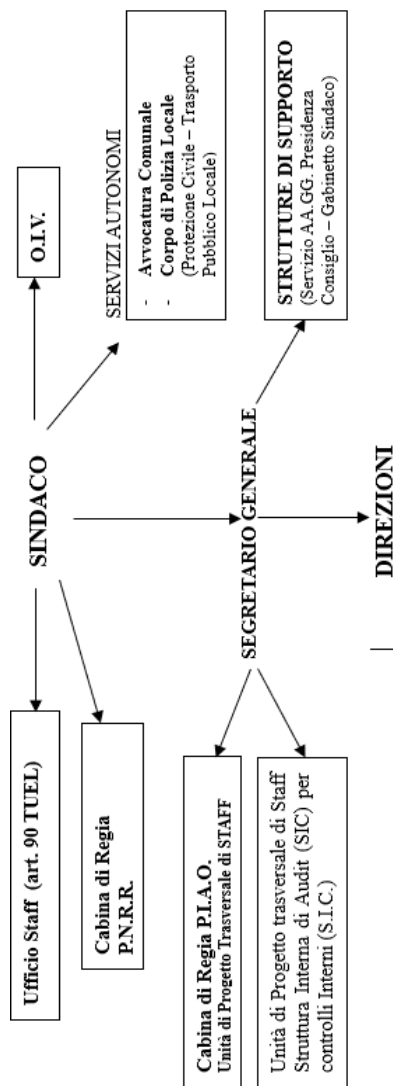 SINDACO
O.I.V.
Ufficio Staff (art. 90 TUEL)
Cabina di Regia
P.N.R.R.
SERVIZI AUTONOMI
- Avvocatura Comunale
- Corpo di Polizia Locale
(Protezione Civile – Trasporto
Pubblico Locale)
SEGRETARIO GENERALE
Cabina di Regia P.I.A.O.
Unità di Progetto Trasversale di STAFF
Unità di Progetto trasversale di Staff
Struttura Interna di Audit (SIC) per
controlli Interni (S.I.C.)
STRUTTURE DI SUPPORTO
(Servizio AA.GG. Presidenza
Consiglio – Gabinetto Sindaco)
DIREZIONI